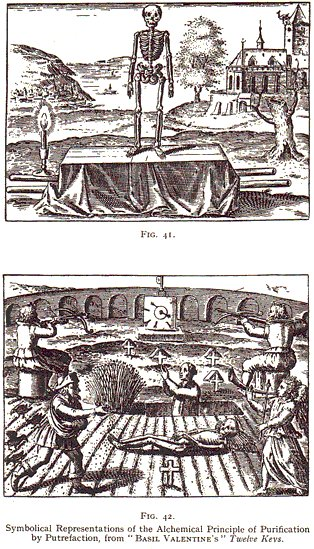 FIG. 41.
FIG. 42.
Symbolical Representations of the Alchemical Principle of Purification
by Putrefaction, from " BASIL VALENTINE'S " Twelve Keys.